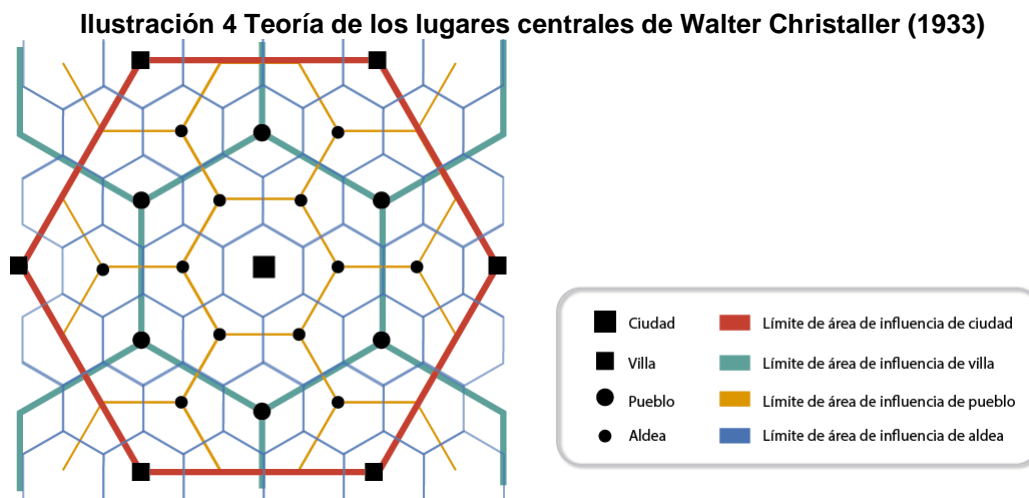 Ilustración 4 Teoría de los lugares centrales de Walter Christaller (1933)
Ciudad Límite de área de influencia de ciudad
Villa Límite de área de influencia de villa
Pueblo Límite de área de influencia de pueblo
Aldea Límite de área de influencia de aldea